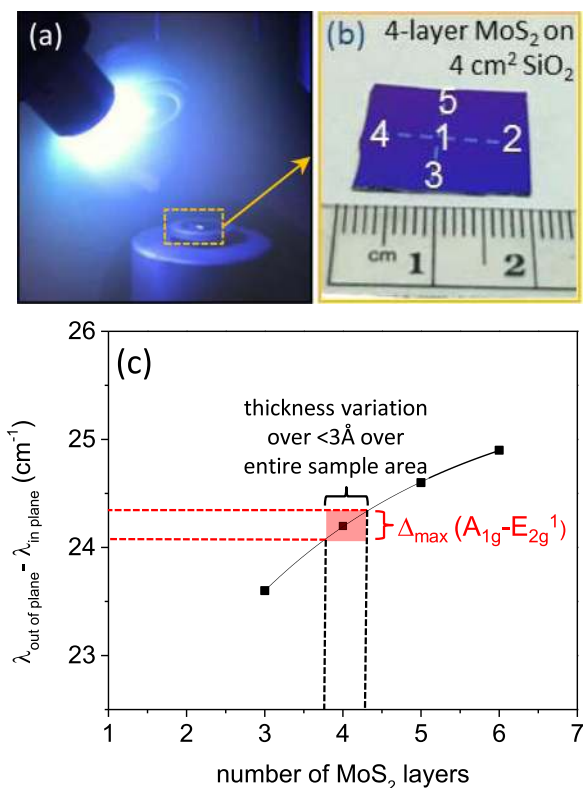 (a)
(b) 4-layer MoS2 on
4 cm2 SiO2
5
4 1 2
3
cm 1 2
(c)
thickness variation
over <3Å over
entire sample area
Δmax (A1g-E2g1)
λout of plane- λin plane (cm-1)
26
25
24
23
1 2 3 4 5 6 7
number of MoS2 layers